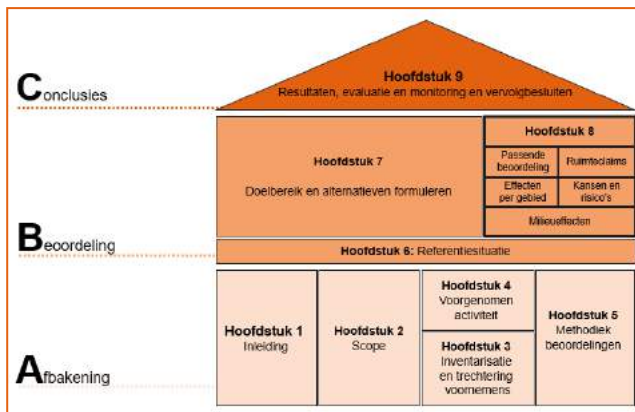 Hoofdstuk 9
Resultaten, evaluatie en monitoring en vervolgbesluiten
Conclusies
Hoofdstuk 7
Doelbereik en alternatieven formuleren
Hoofdstuk 8
Passende
beoordeling
Ruimteclaims
Effecten
per gebied
Kansen en
risico's
Milieueffecten
Beoordeling
Hoofdstuk 6: Referentiesituatie
Hoofdstuk 1
Inleiding
Hoofdstuk 2
Scope
Hoofdstuk 4
Voorgenomen
activiteit
Hoofdstuk 3
Inventarisatie
en trechtering
voornemens
Hoofdstuk 5
Methodiek
beoordelingen
Afbakening